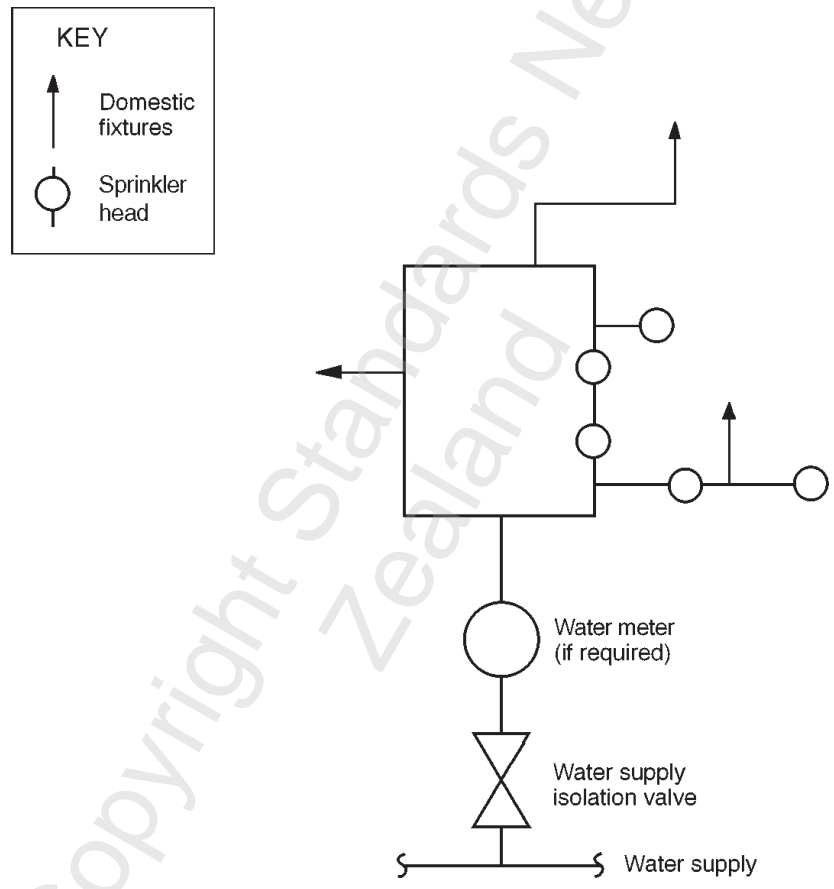 KEY
Domestic
fixtures
Sprinkler
head
Water meter
(if required)
Water supply
isolation valve
Water supply
Copyright Standards New
Zealand